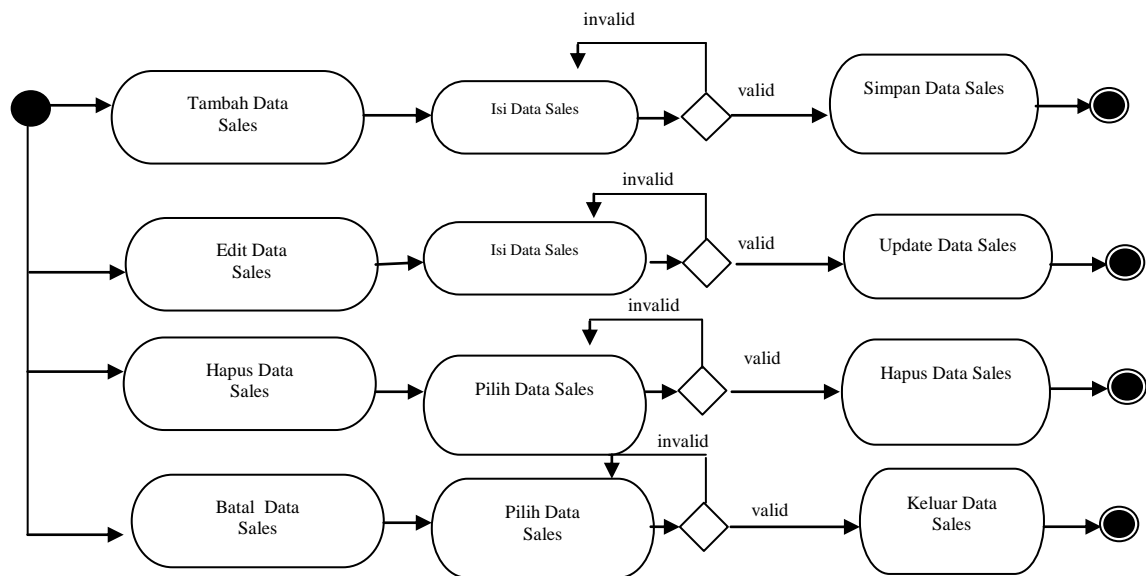 invalid
Tambah Data
Sales
Isi Data Sales
valid
Simpan Data Sales
invalid
Edit Data
Sales
Isi Data Sales
valid
Update Data Sales
invalid
Hapus Data
Sales
Pilih Data Sales
valid
Hapus Data Sales
invalid
Batal Data
Sales
Pilih Data
Sales
valid
Keluar Data
Sales